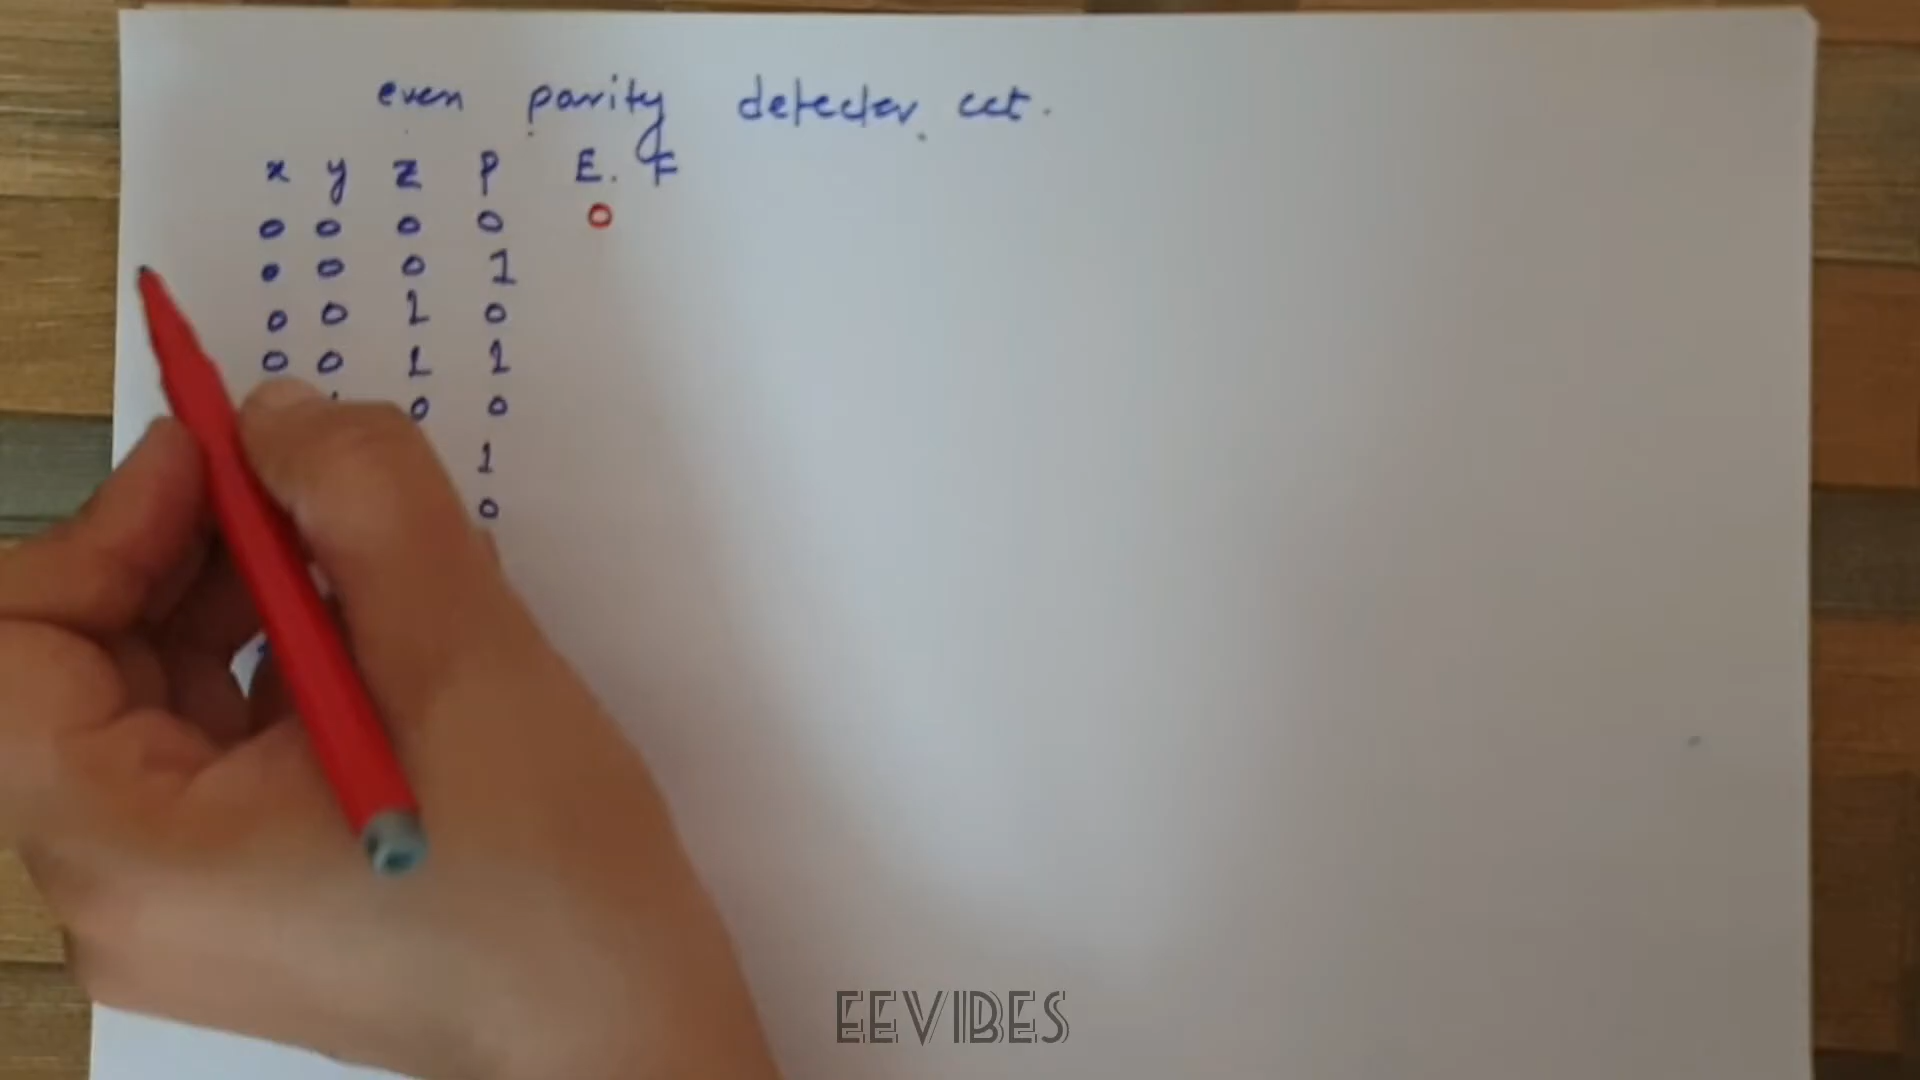 even parity detector cct.
x y z P E. F
0 0 0 0 0
0 0 0 1
0 0 1 0
0 0 1 1
0 0
1
0
EEVIBES